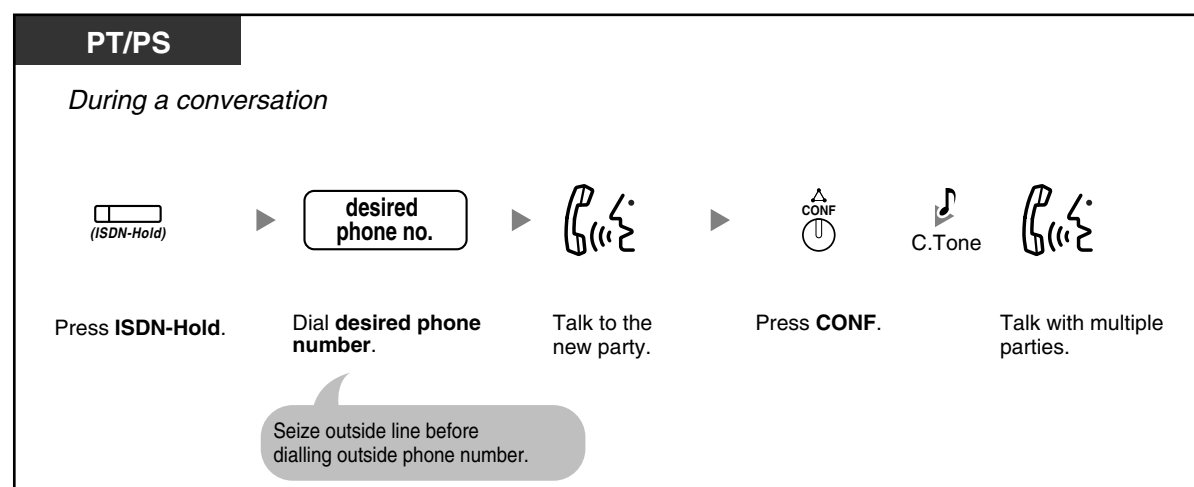 PT/PS
During a conversation
(ISDN-Hold)
desired
phone no.
CONF
C.Tone
Press ISDN-Hold.
Dial desired phone
number.
Talk to the
new party.
Press CONF.
Talk with multiple
parties.
Seize outside line before
dialling outside phone number.